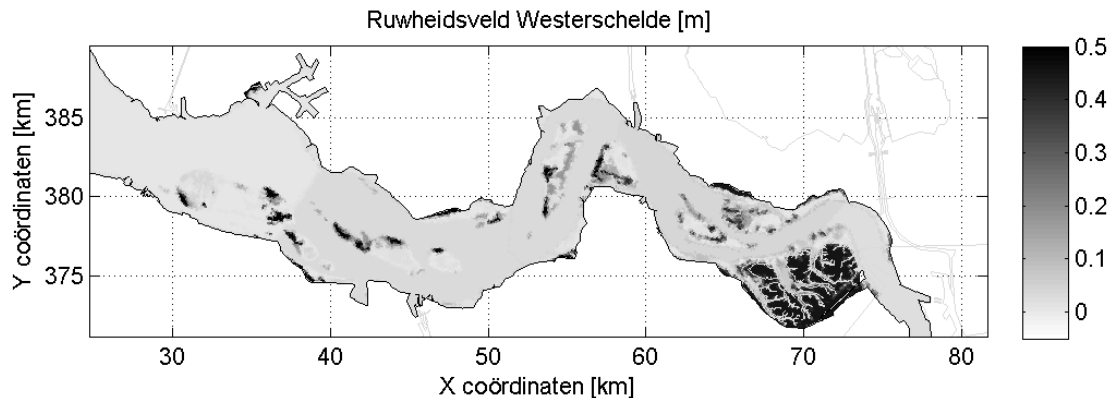 Ruwheidsveld Westerschelde [m]
Y coördinaten [km]
385
380
375
30 40 50 60 70 80
X coördinaten [km]
0.5
0.4
0.3
0.2
0.1
0